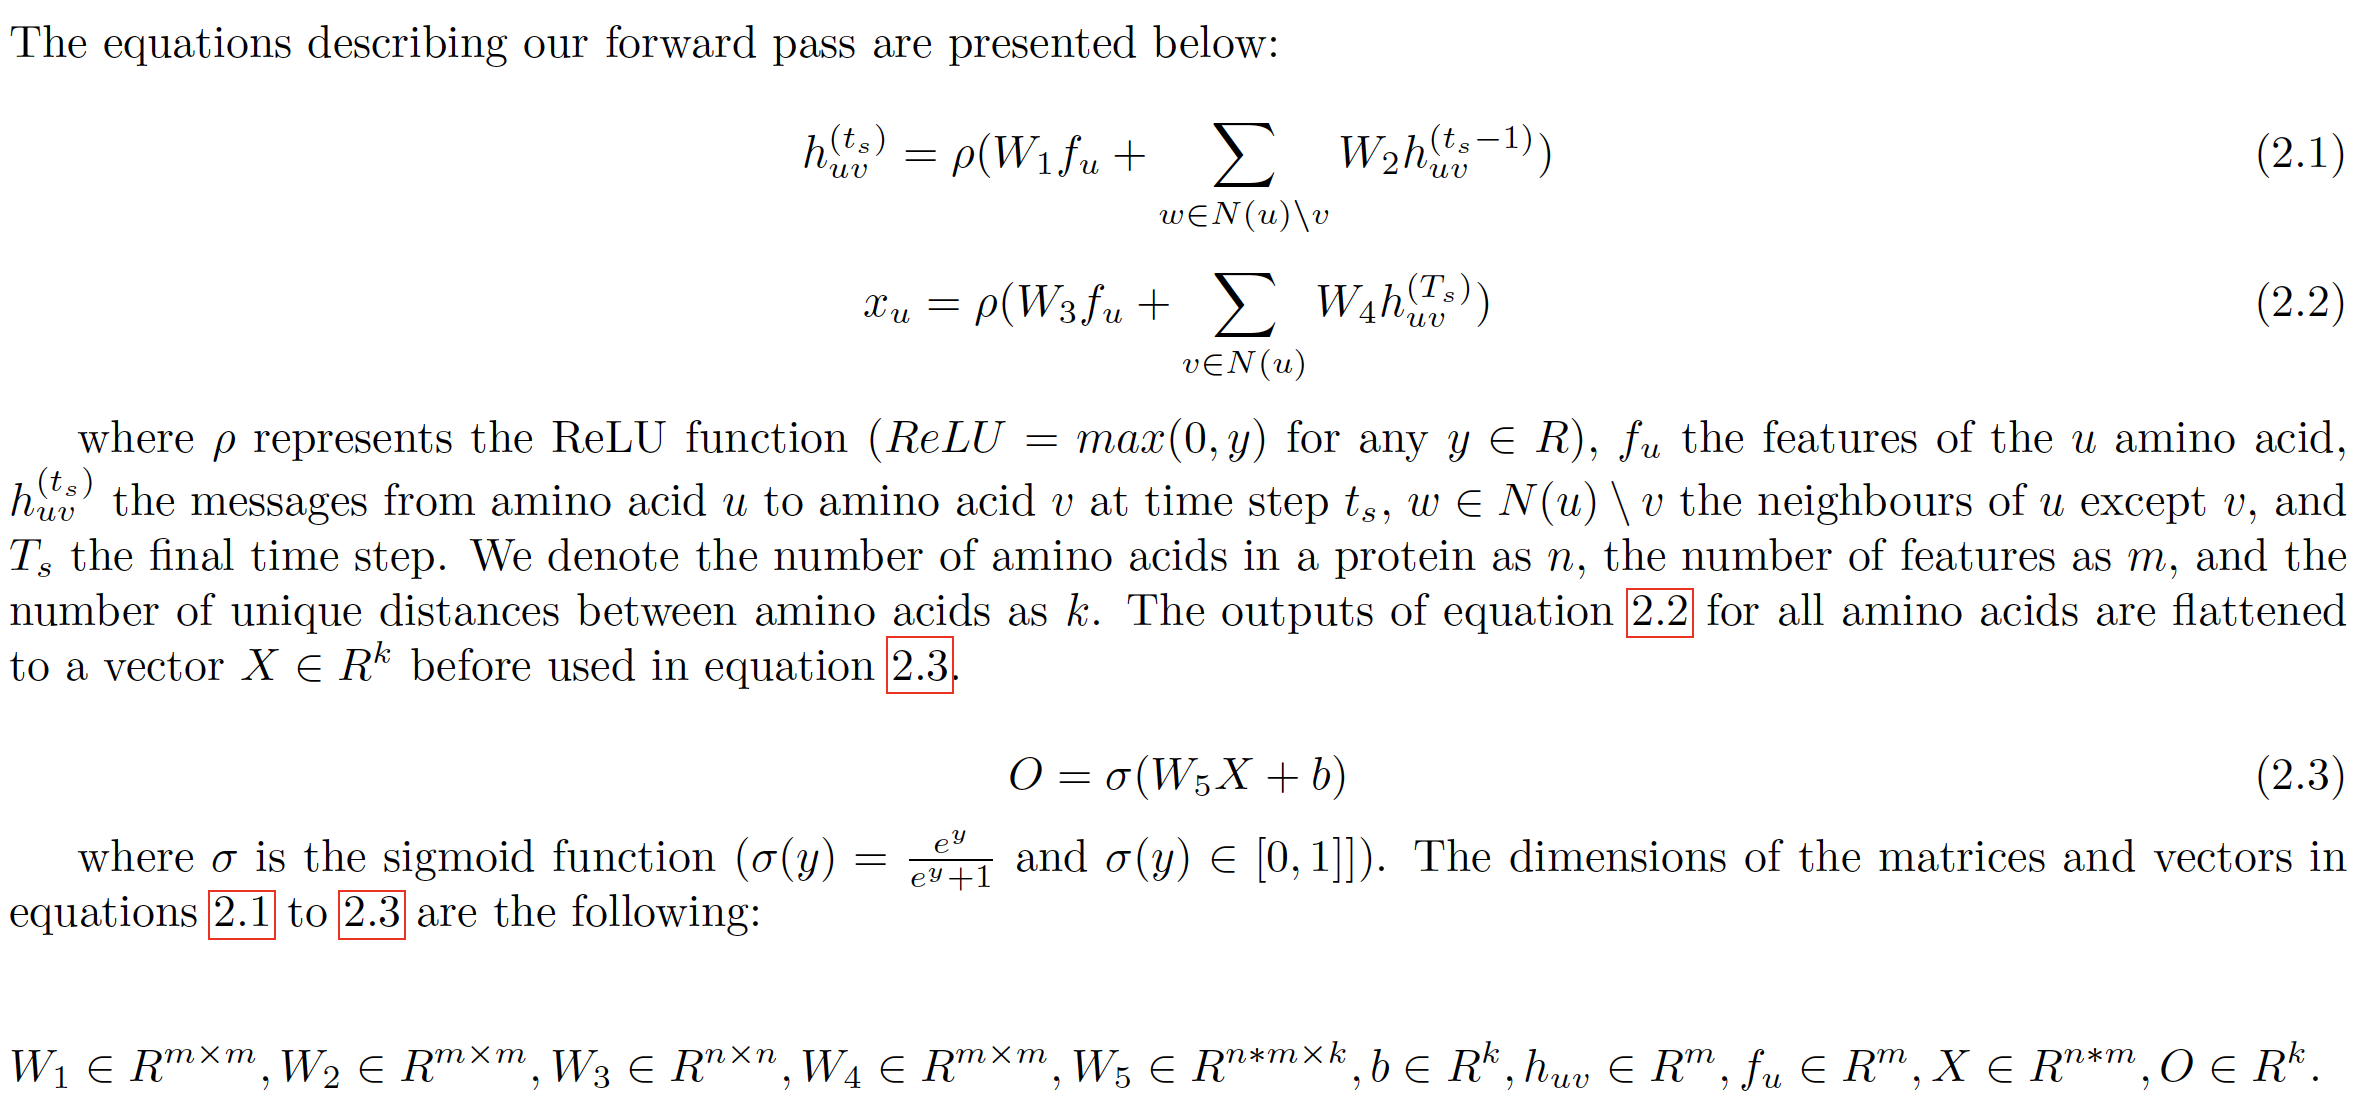 The equations describing our forward pass are presented below:
$h_{uv}^{(t_s)} = \rho(W_1 f_u + \sum_{w \in N(u) \setminus v} W_2 h_{uv}^{(t_s-1)})$ (2.1)
$x_u = \rho(W_3 f_u + \sum_{v \in N(u)} W_4 h_{uv}^{(T_s)})$ (2.2)
where $\rho$ represents the ReLU function ($ReLU = max(0, y)$ for any $y \in R$), $f_u$ the features of the $u$ amino acid,
$h_{uv}^{(t_s)}$ the messages from amino acid $u$ to amino acid $v$ at time step $t_s$, $w \in N(u) \setminus v$ the neighbours of $u$ except $v$, and
$T_s$ the final time step. We denote the number of amino acids in a protein as $n$, the number of features as $m$, and the
number of unique distances between amino acids as $k$. The outputs of equation 2.2 for all amino acids are flattened
to a vector $X \in R^k$ before used in equation 2.3.
$O = \sigma(W_5 X + b)$ (2.3)
where $\sigma$ is the sigmoid function ($\sigma(y) = \frac{e^y}{e^y+1}$ and $\sigma(y) \in [0, 1]]$). The dimensions of the matrices and vectors in
equations 2.1 to 2.3 are the following:
$W_1 \in R^{m \times m}, W_2 \in R^{m \times m}, W_3 \in R^{n \times n}, W_4 \in R^{m \times m}, W_5 \in R^{n*m \times k}, b \in R^k, h_{uv} \in R^m, f_u \in R^m, X \in R^{n*m}, O \in R^k.$